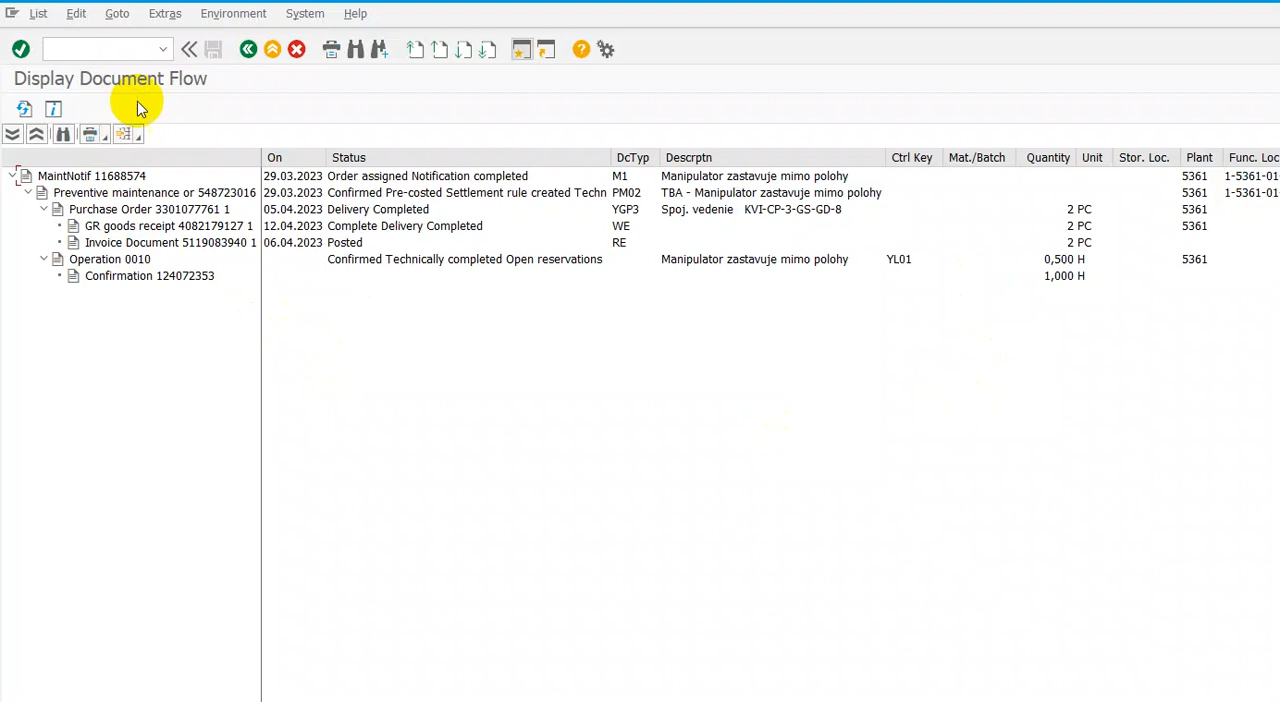 List Edit Goto Extras Environment System Help
Display Document Flow
On Status DcTyp Descrptn Ctrl Key Mat./Batch Quantity Unit Stor. Loc. Plant Func. Loc
MaintNotif 11688574 29.03.2023 Order assigned Notification completed M1 Manipulator zastavuje mimo polohy 5361 1-5361-01
Preventive maintenance or 548723016 29.03.2023 Confirmed Pre-costed Settlement rule created Techn PM02 TBA - Manipulator zastavuje mimo polohy 5361 1-5361-01
Purchase Order 3301077761 1 05.04.2023 Delivery Completed YGP3 Spoj. vedenie KVI-CP-3-GS-GD-8 2 PC 5361
GR goods receipt 4082179127 1 12.04.2023 Complete Delivery Completed WE 2 PC 5361
Invoice Document 5119083940 1 06.04.2023 Posted RE 2 PC
Operation 0010 Confirmed Technically completed Open reservations Manipulator zastavuje mimo polohy YL01 0,500 H 5361
Confirmation 124072353 1,000 H